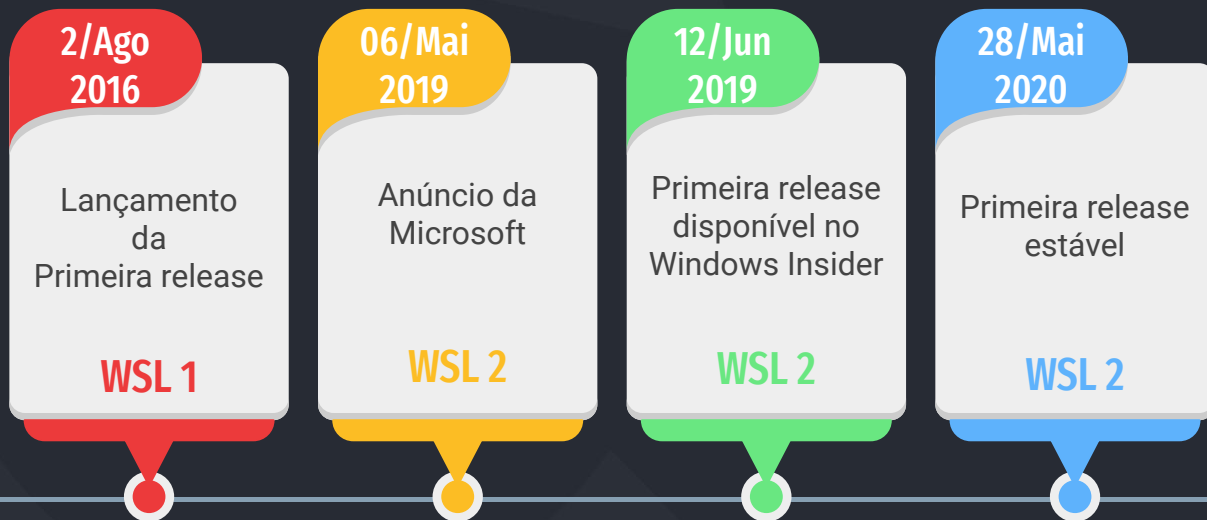 2/Ago
2016
Lançamento
da
Primeira release
WSL 1
06/Mai
2019
Anúncio da
Microsoft
WSL 2
12/Jun
2019
Primeira release
disponível no
Windows Insider
WSL 2
28/Mai
2020
Primeira release
estável
WSL 2